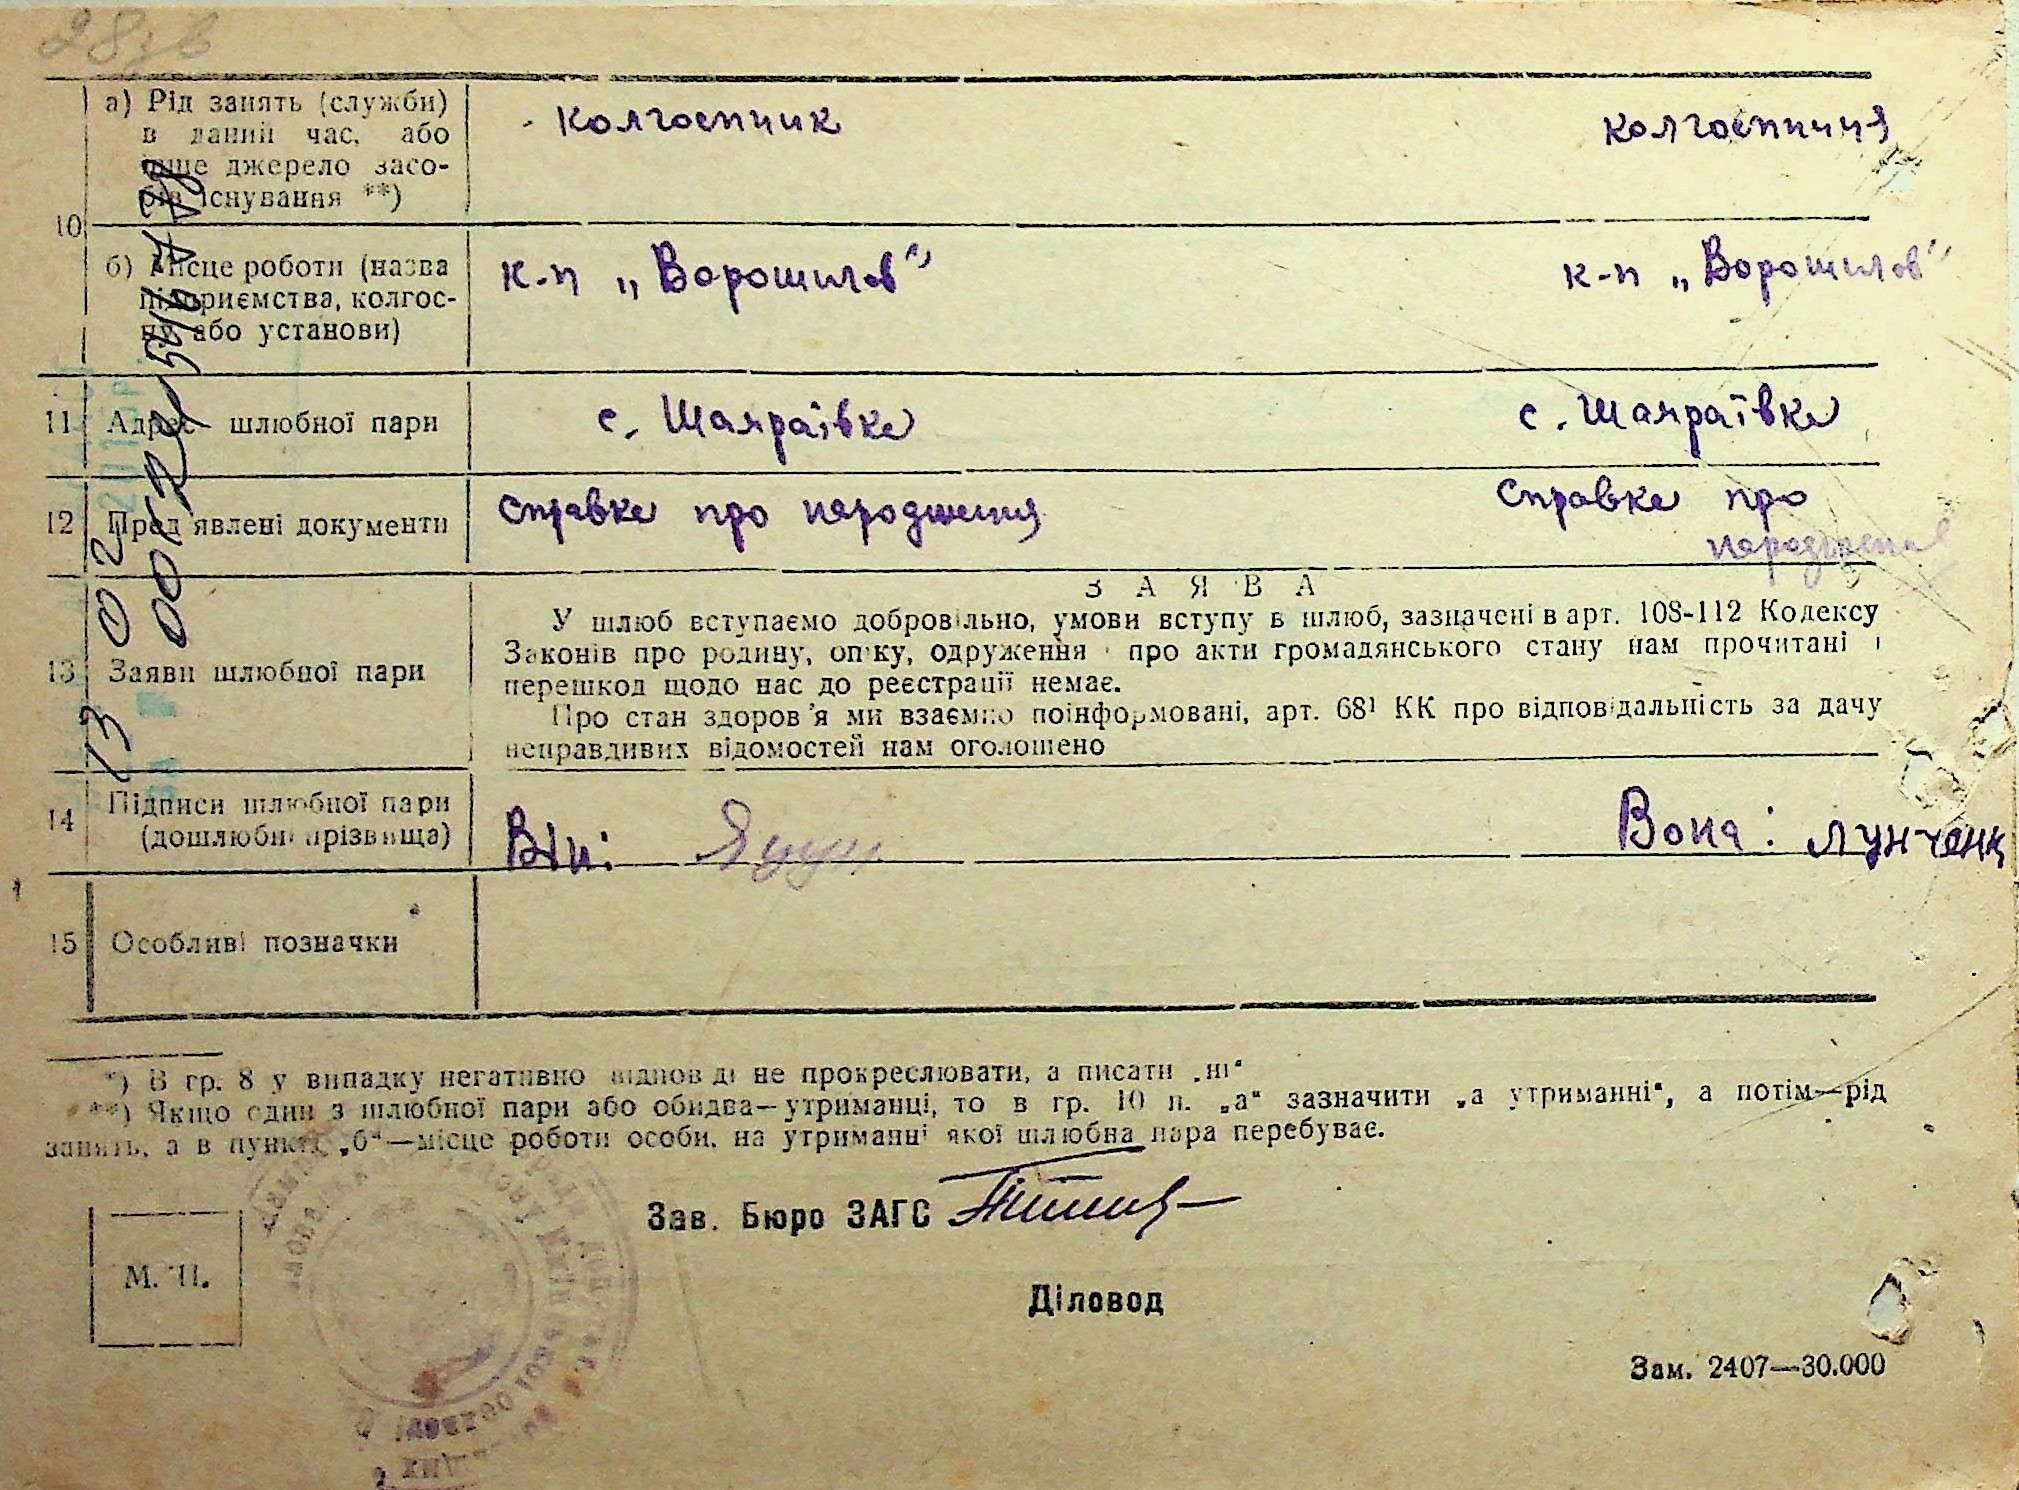 28зв
10
а) Рід занять (служби)
в даний час, або
інше джерело засо-
бів існування **)
колгоспник
колгоспниця
б) Місце роботи (назва
підприємства, колгос-
пу або установи)
к-п „Ворошилов"
к-п „Ворошилов"
11
Адрес шлюбної пари
с. Шаяраївка
с. Шаяраївка
12
Пред'явлені документи
справка про народження
справка про
народження
13
Заяви шлюбної пари
ЗАЯВА
У шлюб вступаємо добровільно, умови вступу в шлюб, зазначені в арт. 108-112 Кодексу
Законів про родину, опіку, одруження і про акти громадянського стану нам прочитані і
перешкод щодо нас до реєстрації немає.
Про стан здоров'я ми взаємно поінформовані, арт. 68¹ КК про відповідальність за дачу
неправдивих відомостей нам оголошено
14
Підписи шлюбної пари
(дошлюбні прізвища)
Він:
Вона: Лунченк
15
Особливі позначки
*) В гр. 8 у випадку негативно відповіді не прокреслювати, а писати „ні"
**) Якщо один з шлюбної пари або обидва—утриманці, то в гр. 10 п. „а" зазначити „а утриманні", а потім—рід
занять, а в пункті „б"—місце роботи особи, на утриманні якої шлюбна пара перебуває.
Зав. Бюро ЗАГС
М. П.
Діловод
Зам. 2407—30.000